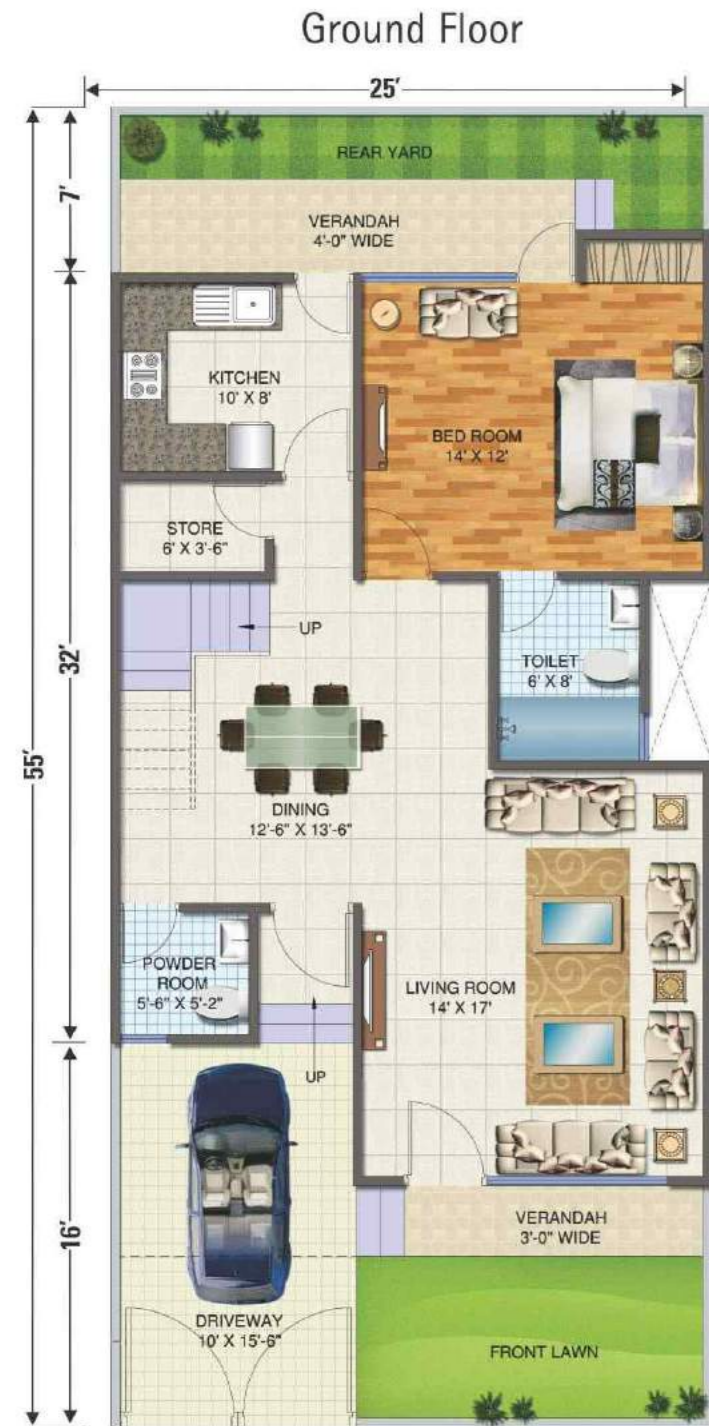 Ground Floor
25'
7'
REAR YARD
VERANDAH
4'-0" WIDE
KITCHEN
10' X 8'
BED ROOM
14' X 12'
STORE
6' X 3'-6"
UP
32'
55'
TOILET
6' X 8'
DINING
12'-6" X 13'-6"
POWDER
ROOM
5'-6" X 5'-2"
LIVING ROOM
14' X 17'
UP
16'
VERANDAH
3'-0" WIDE
DRIVEWAY
10' X 15'-6"
FRONT LAWN